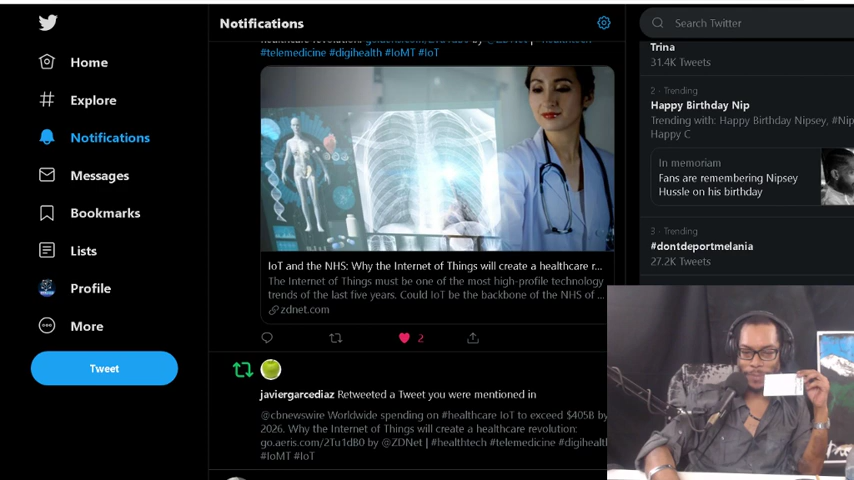 Home
Explore
Notifications
Messages
Bookmarks
Lists
Profile
More
Tweet
Notifications
#telemedicine #digihealth #IoMT #IoT
IoT and the NHS: Why the Internet of Things will create a healthcare r...
The Internet of Things must be one of the most high-profile technology
trends of the last five years. Could IoT be the backbone of the NHS of ...
zdnet.com
2
javiergarcediaz Retweeted a Tweet you were mentioned in
@cbnewswire Worldwide spending on #healthcare IoT to exceed $405B by
2026. Why the Internet of Things will create a healthcare revolution:
go.aeris.com/2Tu1dB0 by @ZDNet | #healthtech #telemedicine #digihealth
#IoMT #IoT
Search Twitter
Trina
31.4K Tweets
2 · Trending
Happy Birthday Nip
Trending with: Happy Birthday Nipsey, #Nip
Happy C
In memoriam
Fans are remembering Nipsey
Hussle on his birthday
3 · Trending
#dontdeportmelania
27.2K Tweets